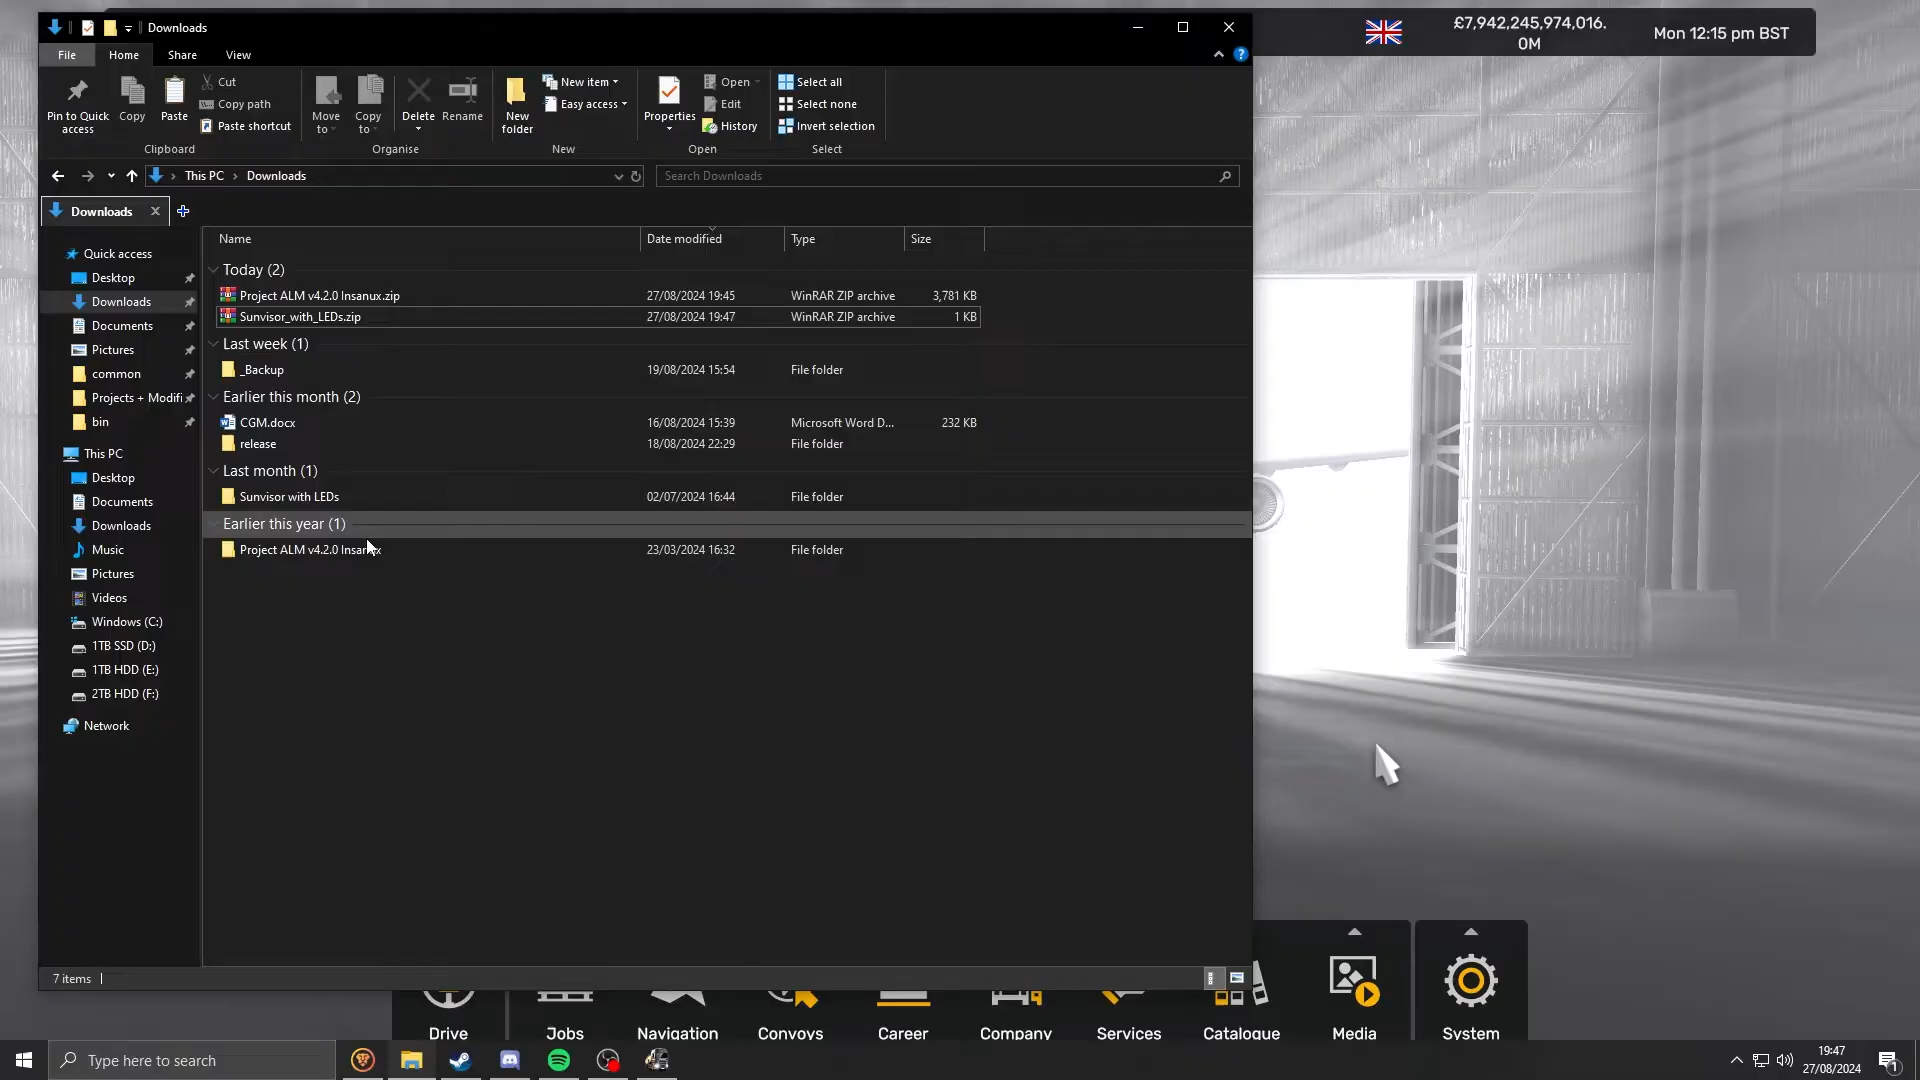 Downloads
£7,942,245,974,016.
0M
Mon 12:15 pm BST
File
Home
Share
View
Pin to Quick
access
Copy
Paste
Cut
Copy path
Paste shortcut
Clipboard
Move
to
Copy
to
Delete
Rename
Organise
New
folder
New item
Easy access
New
Properties
Open
Edit
History
Open
Select all
Select none
Invert selection
Select
This PC
Downloads
Search Downloads
Downloads
Quick access
Desktop
Downloads
Documents
Pictures
common
Projects + Modifi
bin
This PC
Desktop
Documents
Downloads
Music
Pictures
Videos
Windows (C:)
1TB SSD (D:)
1TB HDD (E:)
2TB HDD (F:)
Network
Name Date modified Type Size
Today (2)
Project ALM v4.2.0 Insanux.zip 27/08/2024 19:45 WinRAR ZIP archive 3,781 KB
Sunvisor_with_LEDs.zip 27/08/2024 19:47 WinRAR ZIP archive 1 KB
Last week (1)
_Backup 19/08/2024 15:54 File folder
Earlier this month (2)
CGM.docx 16/08/2024 15:39 Microsoft Word D... 232 KB
release 18/08/2024 22:29 File folder
Last month (1)
Sunvisor with LEDs 02/07/2024 16:44 File folder
Earlier this year (1)
Project ALM v4.2.0 Insanux 23/03/2024 16:32 File folder
7 items
Drive
Jobs
Navigation
Convoys
Career
Company
Services
Catalogue
Media
System
Type here to search
19:47
27/08/2024
1